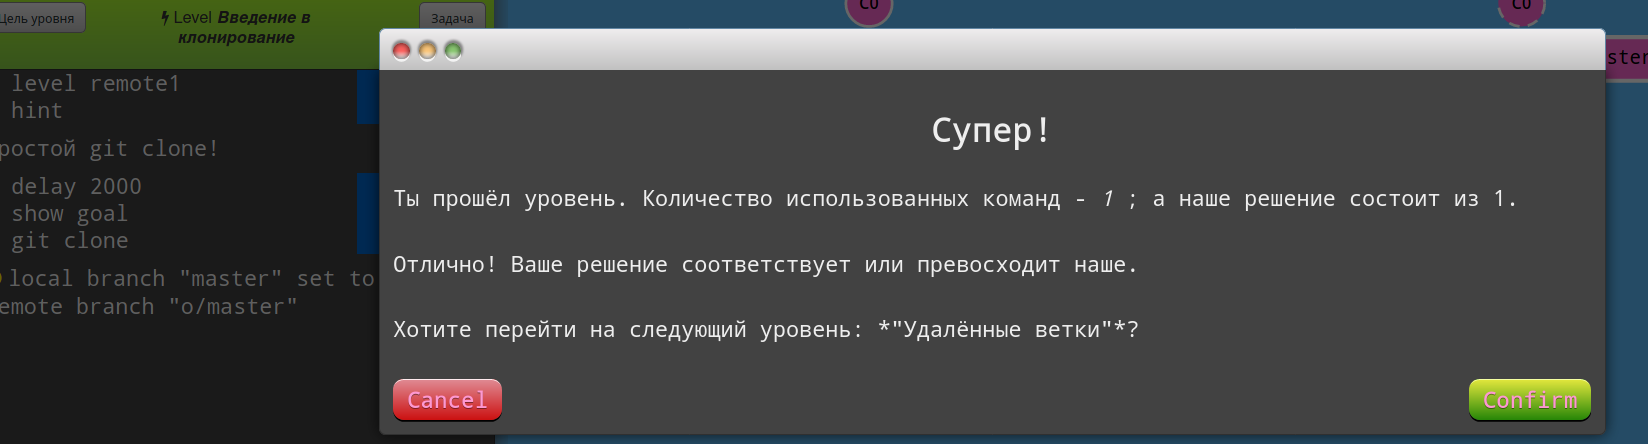 Цель уровня
Level Введение в
клонирование
Задача
C0
C0
level remote1
hint
ростой git clone!
delay 2000
show goal
git clone
local branch "master" set to
emote branch "o/master"
ster
Супер!
Ты прошёл уровень. Количество использованных команд - 1 ; а наше решение состоит из 1.
Отлично! Ваше решение соответствует или превосходит наше.
Хотите перейти на следующий уровень: *"Удалённые ветки"*?
Cancel
Confirm